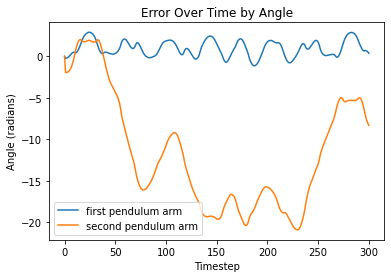 Error Over Time by Angle
Angle (radians)
0
−5
−10
−15
−20
first pendulum arm
second pendulum arm
0
50
100
150
200
250
300
Timestep